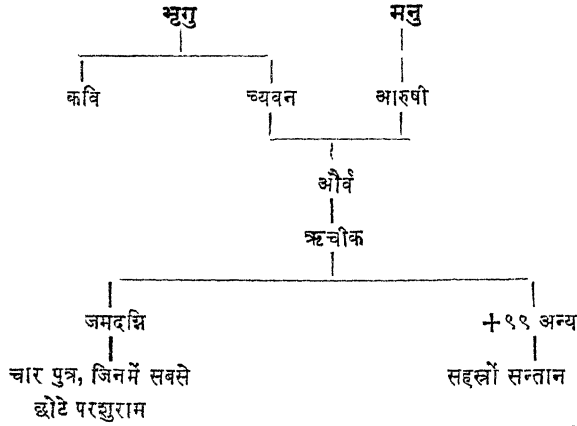 भृगु मनु
कवि च्यवन आरुषी
और्व
ऋचीक
जमदग्नि +९९ अन्य
चार पुत्र, जिनमें सबसे सहस्रों सन्तान
छोटे परशुराम